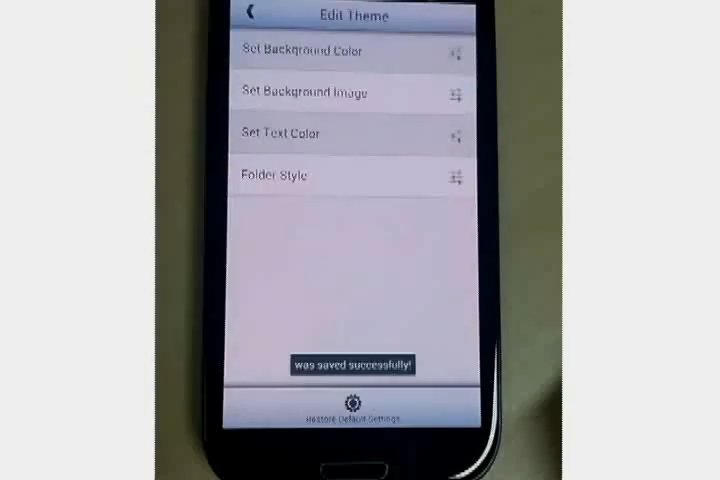 Edit Theme
Set Background Color
Set Background Image
Set Text Color
Folder Style
was saved successfully!
Restore Default Settings